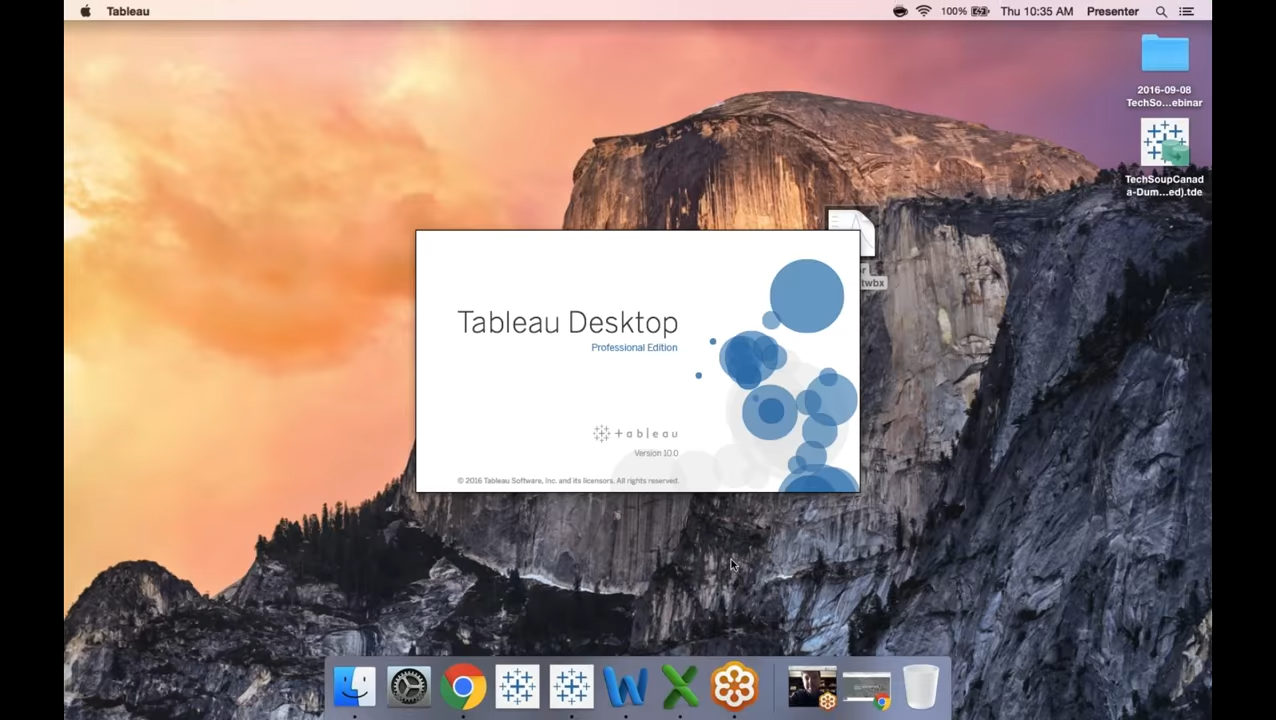 Tableau
100%
Thu 10:35 AM
Presenter
2016-09-08
TechSo...ebinar
TechSoupCanad
a-Dum...ed).tde
twbx
Tableau Desktop
Professional Edition
+ a b l e a u
Version 10.0
© 2016 Tableau Software, Inc. and its licensors. All rights reserved.